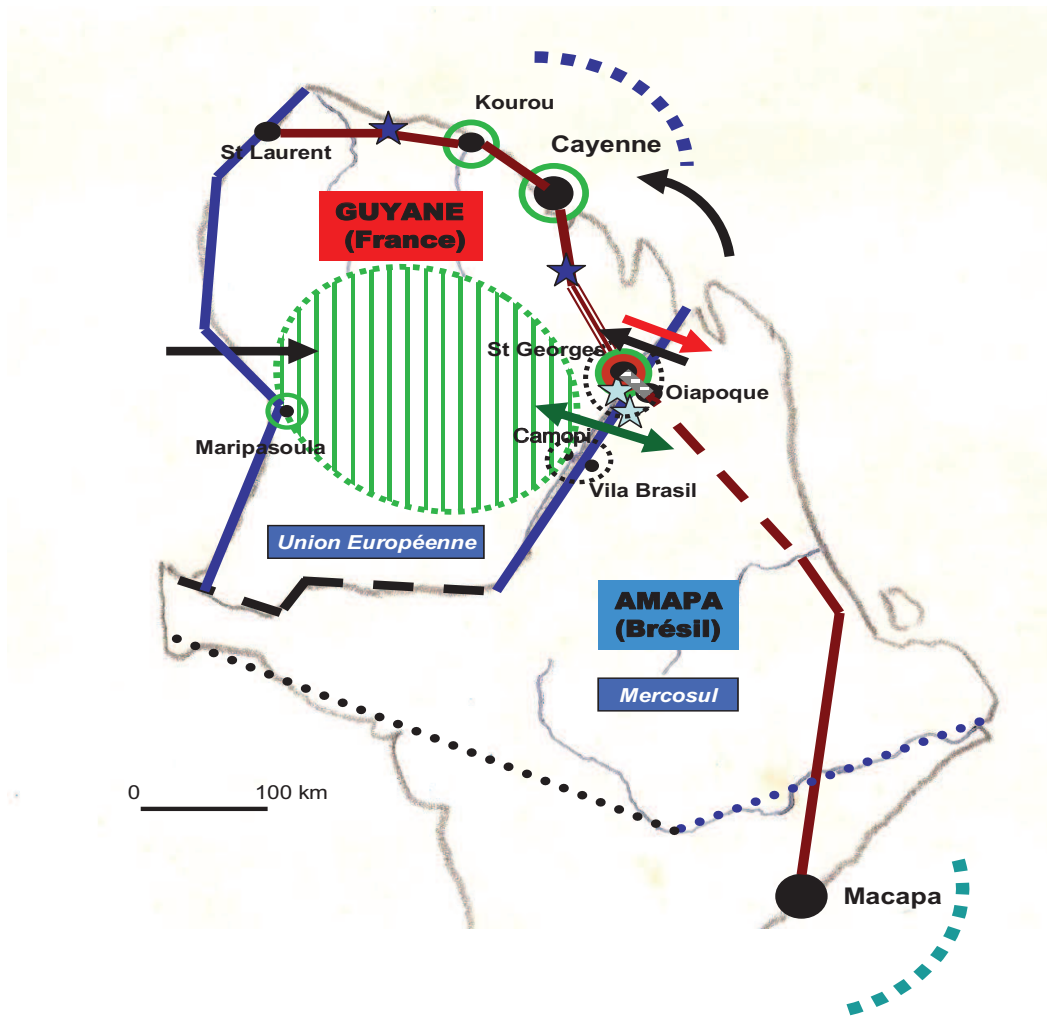 Kourou
Cayenne
St Laurent
GUYANE
(France)
St Georges
Oiapoque
Camopi
Maripasoula
Vila Brasil
Union Européenne
AMAPA
(Brésil)
Mercosul
0 100 km
Macapa